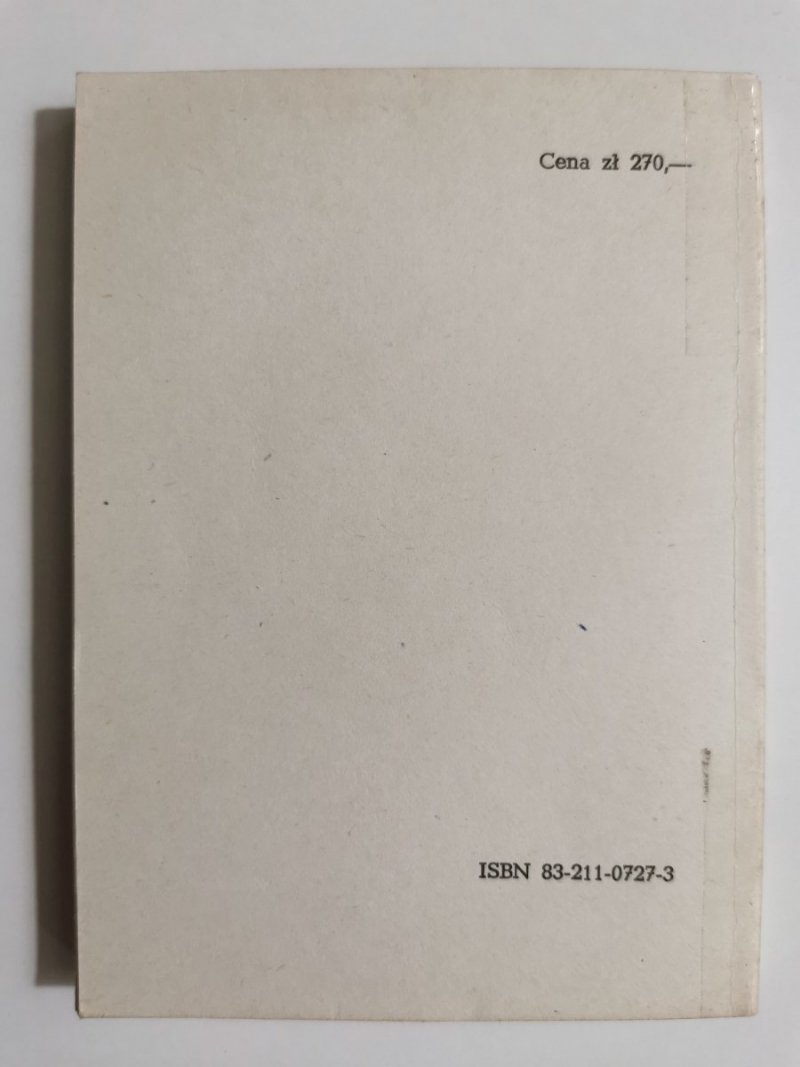 Cena zł 270,—
ISBN 83-211-0727-3